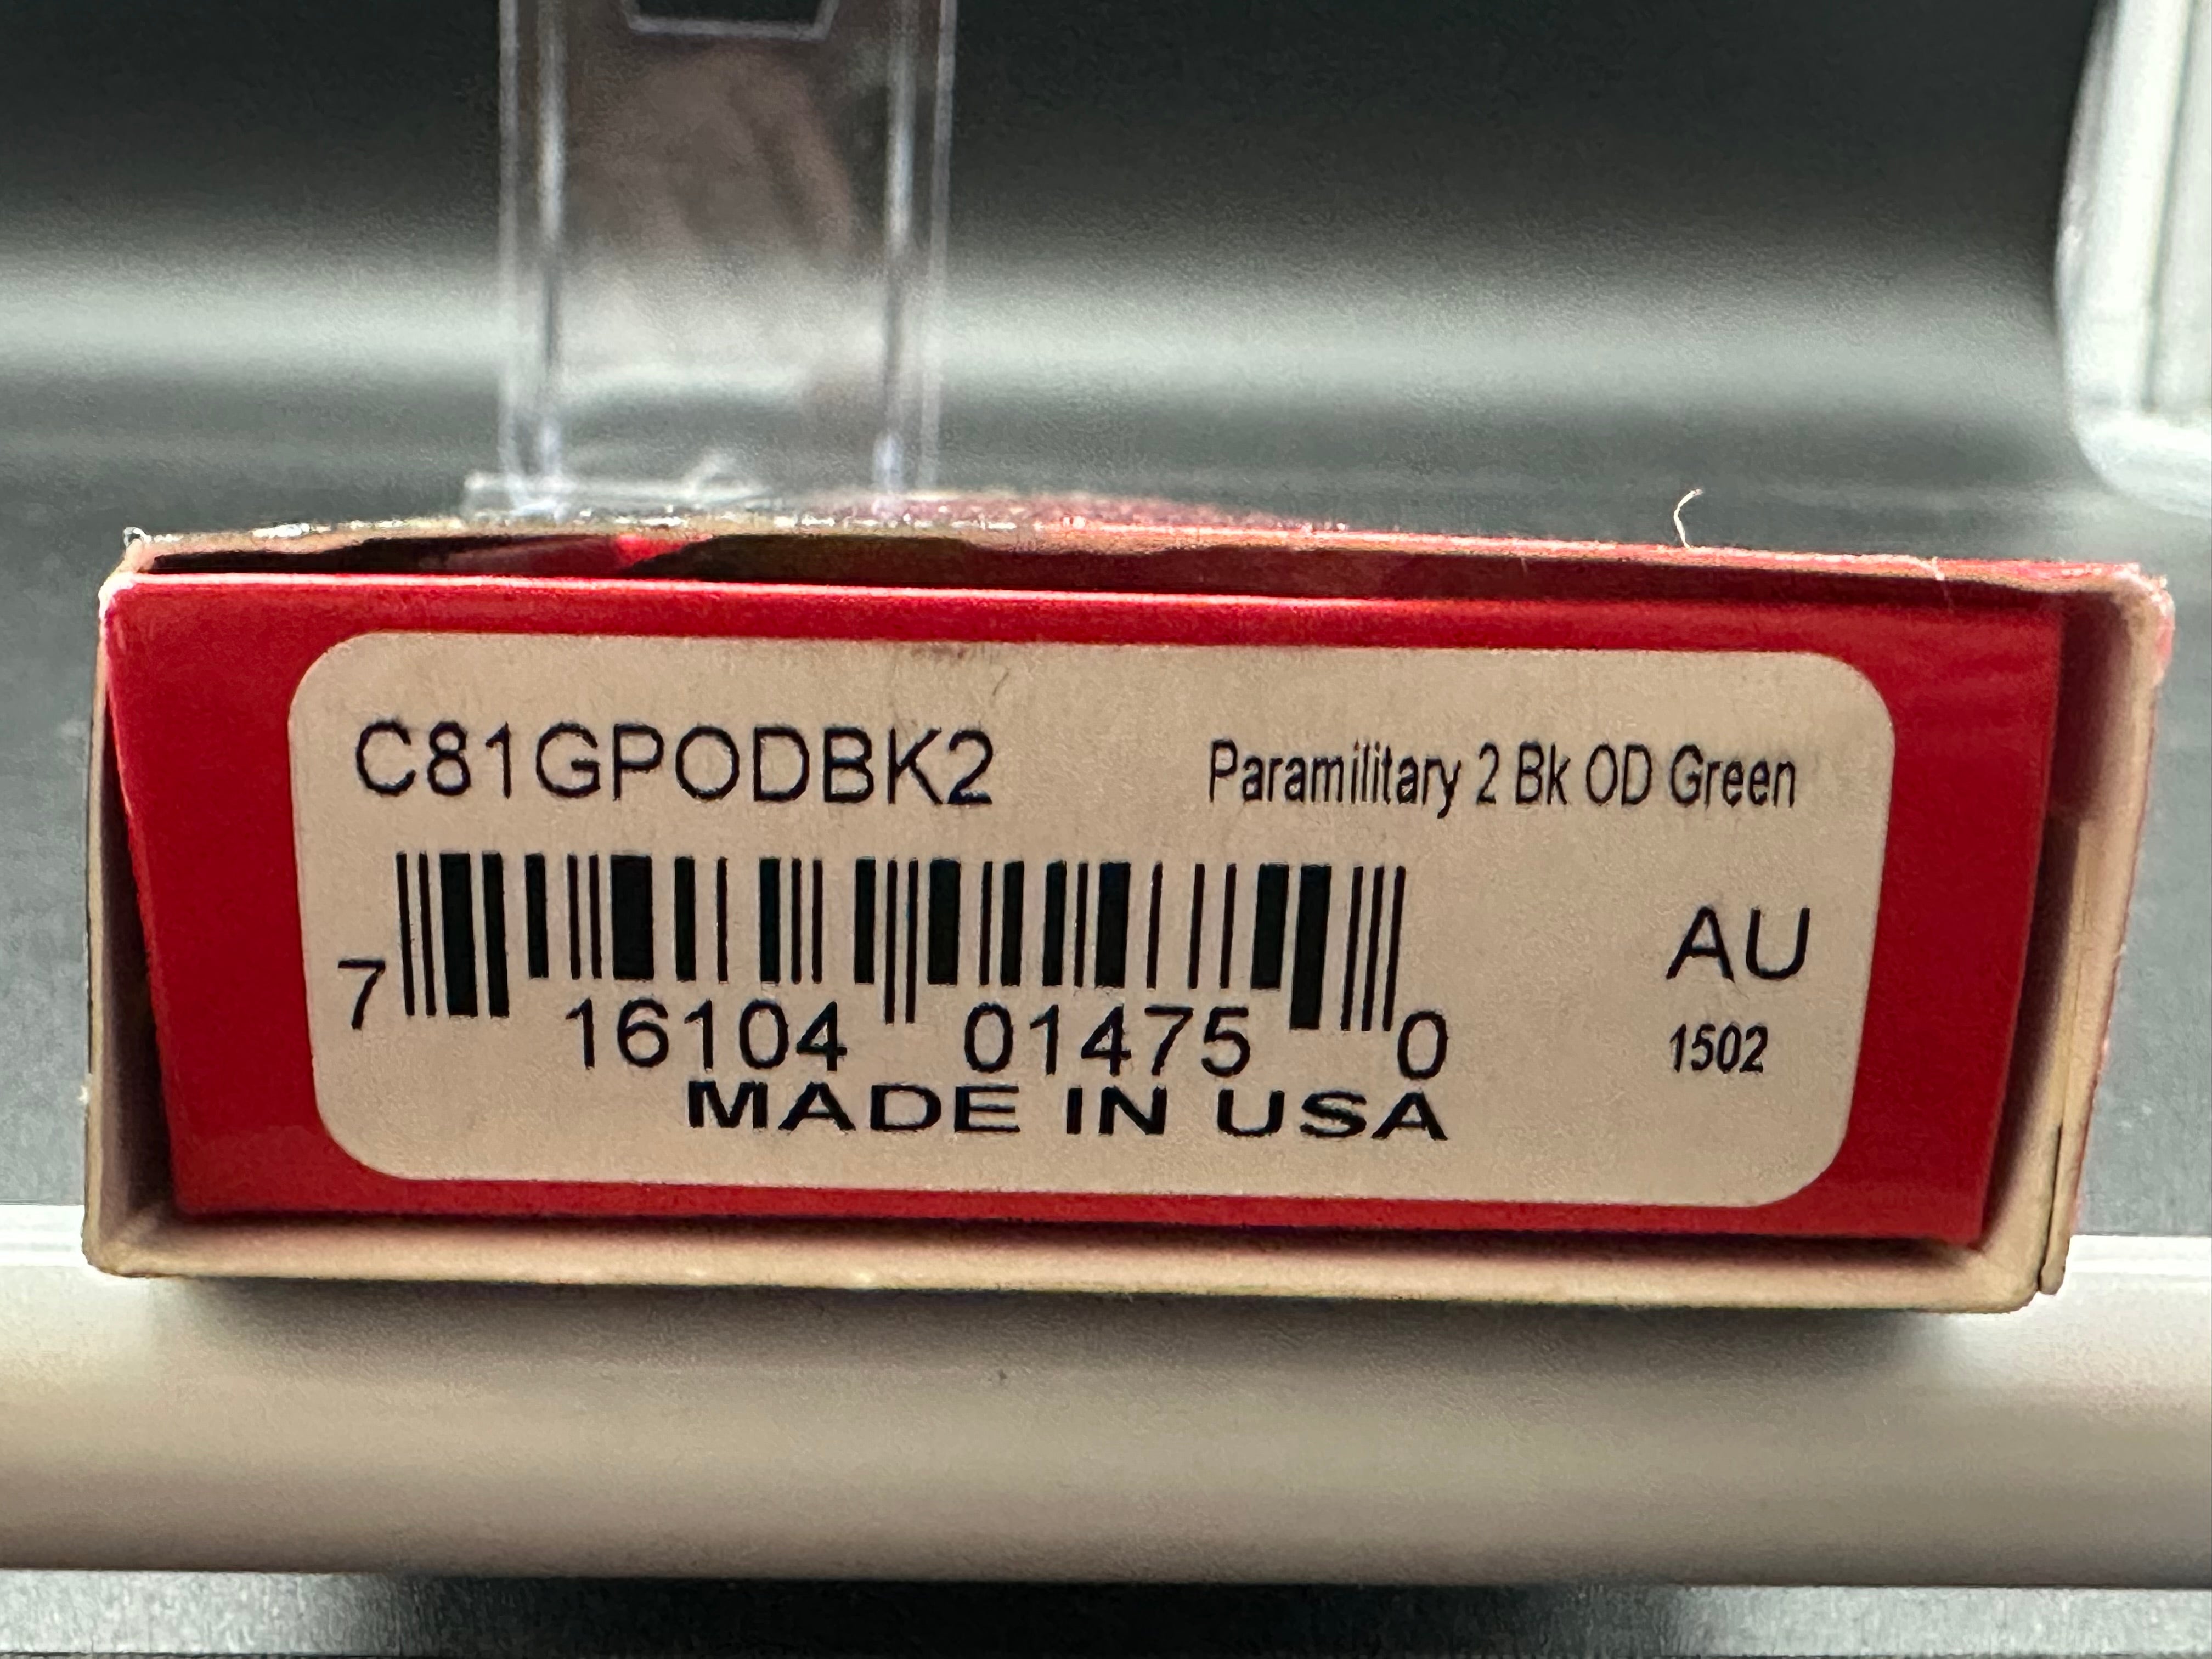 C81GPODBK2 Paramilitary 2 Bk OD Green
AU
7 16104 01475 0
1502
MADE IN USA